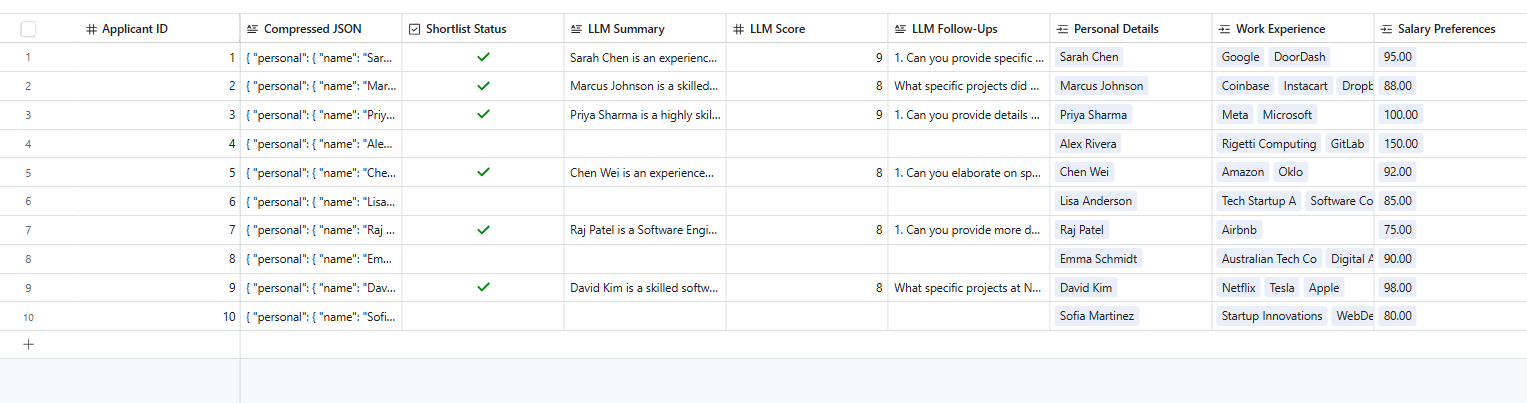 Applicant ID Compressed JSON Shortlist Status LLM Summary LLM Score LLM Follow-Ups Personal Details Work Experience Salary Preferences
1 1 { "personal": { "name": "Sar... Sarah Chen is an experienc... 9 1. Can you provide specific ... Sarah Chen Google DoorDash 95.00
2 2 { "personal": { "name": "Mar... Marcus Johnson is a skilled... 8 What specific projects did ... Marcus Johnson Coinbase Instacart Dropb 88.00
3 3 { "personal": { "name": "Priy... Priya Sharma is a highly skil... 9 1. Can you provide details ... Priya Sharma Meta Microsoft 100.00
4 4 { "personal": { "name": "Ale... Alex Rivera Rigetti Computing GitLab 150.00
5 5 { "personal": { "name": "Che... Chen Wei is an experience... 8 1. Can you elaborate on sp... Chen Wei Amazon Oklo 92.00
6 6 { "personal": { "name": "Lisa... Lisa Anderson Tech Startup A Software Co 85.00
7 7 { "personal": { "name": "Raj ... Raj Patel is a Software Engi... 8 1. Can you provide more d... Raj Patel Airbnb 75.00
8 8 { "personal": { "name": "Em... Emma Schmidt Australian Tech Co Digital A 90.00
9 9 { "personal": { "name": "Dav... David Kim is a skilled softw... 8 What specific projects at N... David Kim Netflix Tesla Apple 98.00
10 10 { "personal": { "name": "Sofi... Sofia Martinez Startup Innovations WebDe 80.00